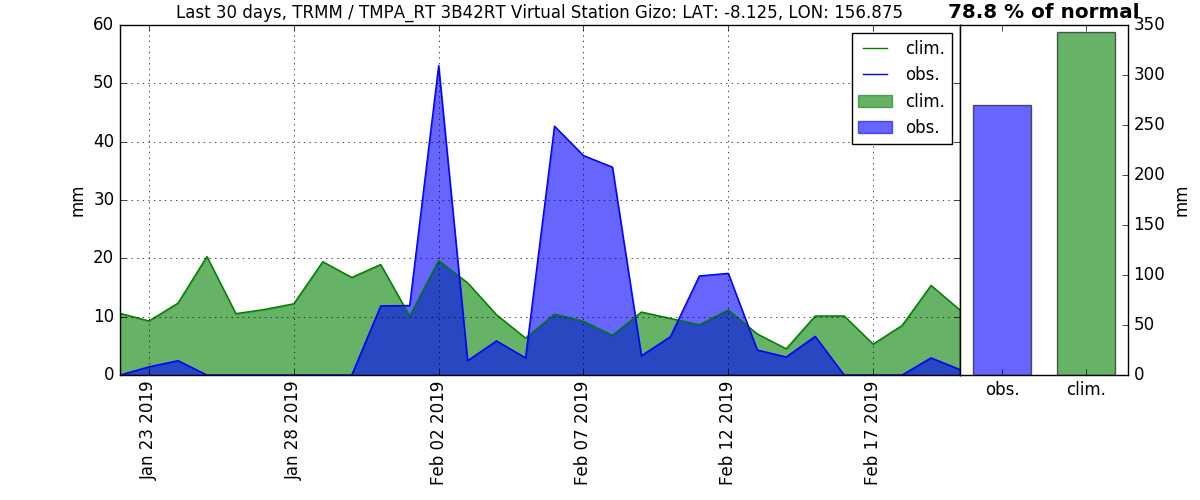 Last 30 days, TRMM / TMPA_RT 3B42RT Virtual Station Gizo: LAT: -8.125, LON: 156.875
78.8 % of normal
60
50
40
30
20
10
0
mm
clim.
obs.
clim.
obs.
Jan 23 2019
Jan 28 2019
Feb 02 2019
Feb 07 2019
Feb 12 2019
Feb 17 2019
350
300
250
200
150
100
50
0
mm
obs.
clim.